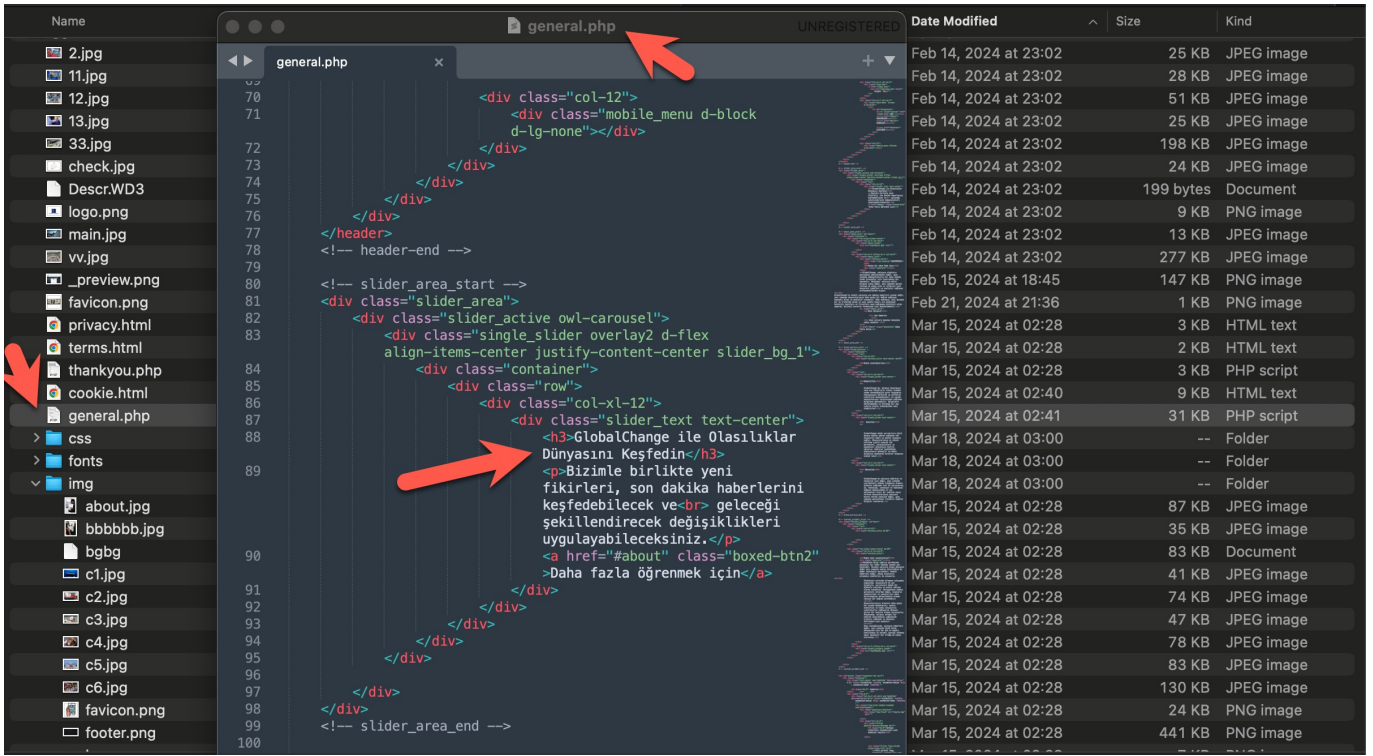 Name
general.php
UNREGISTERED
Date Modified
Size
Kind
general.php
2.jpg
Feb 14, 2024 at 23:02
25 KB
JPEG image
11.jpg
Feb 14, 2024 at 23:02
28 KB
JPEG image
12.jpg
Feb 14, 2024 at 23:02
51 KB
JPEG image
13.jpg
Feb 14, 2024 at 23:02
25 KB
JPEG image
33.jpg
Feb 14, 2024 at 23:02
198 KB
JPEG image
check.jpg
Feb 14, 2024 at 23:02
24 KB
JPEG image
Descr.WD3
Feb 14, 2024 at 23:02
199 bytes
Document
logo.png
Feb 14, 2024 at 23:02
9 KB
PNG image
main.jpg
Feb 14, 2024 at 23:02
13 KB
JPEG image
vv.jpg
Feb 14, 2024 at 23:02
277 KB
JPEG image
_preview.png
Feb 15, 2024 at 18:45
147 KB
PNG image
favicon.png
Feb 21, 2024 at 21:36
1 KB
PNG image
privacy.html
Mar 15, 2024 at 02:28
3 KB
HTML text
terms.html
Mar 15, 2024 at 02:28
2 KB
HTML text
thankyou.php
Mar 15, 2024 at 02:28
3 KB
PHP script
cookie.html
Mar 15, 2024 at 02:40
9 KB
HTML text
general.php
Mar 15, 2024 at 02:41
31 KB
PHP script
css
Mar 18, 2024 at 03:00
--
Folder
fonts
Mar 18, 2024 at 03:00
--
Folder
img
Mar 18, 2024 at 03:00
--
Folder
about.jpg
Mar 15, 2024 at 02:28
87 KB
JPEG image
bbbbbb.jpg
Mar 15, 2024 at 02:28
35 KB
JPEG image
bgbg
Mar 15, 2024 at 02:28
83 KB
Document
c1.jpg
Mar 15, 2024 at 02:28
41 KB
JPEG image
c2.jpg
Mar 15, 2024 at 02:28
74 KB
JPEG image
c3.jpg
Mar 15, 2024 at 02:28
47 KB
JPEG image
c4.jpg
Mar 15, 2024 at 02:28
78 KB
JPEG image
c5.jpg
Mar 15, 2024 at 02:28
83 KB
JPEG image
c6.jpg
Mar 15, 2024 at 02:28
130 KB
JPEG image
favicon.png
Mar 15, 2024 at 02:28
24 KB
PNG image
footer.png
Mar 15, 2024 at 02:28
441 KB
PNG image
69
70 <div class="col-12">
71 <div class="mobile_menu d-block
d-lg-none"></div>
72 </div>
73 </div>
74 </div>
75 </div>
76 </div>
77 </header>
78 <!-- header-end -->
79
80 <!-- slider_area_start -->
81 <div class="slider_area">
82 <div class="slider_active owl-carousel">
83 <div class="single_slider overlay2 d-flex
align-items-center justify-content-center slider_bg_1">
84 <div class="container">
85 <div class="row">
86 <div class="col-xl-12">
87 <div class="slider_text text-center">
88 <h3>GlobalChange ile Olasılıklar
Dünyasını Keşfedin</h3>
89 <p>Bizimle birlikte yeni
fikirleri, son dakika haberlerini
keşfedebilecek ve<br> geleceği
şekillendirecek değişiklikleri
uygulayabileceksiniz.</p>
90 <a href="#about" class="boxed-btn2"
>Daha fazla öğrenmek için</a>
91 </div>
92 </div>
93 </div>
94 </div>
95 </div>
96
97 </div>
98 </div>
99 <!-- slider_area_end -->
100